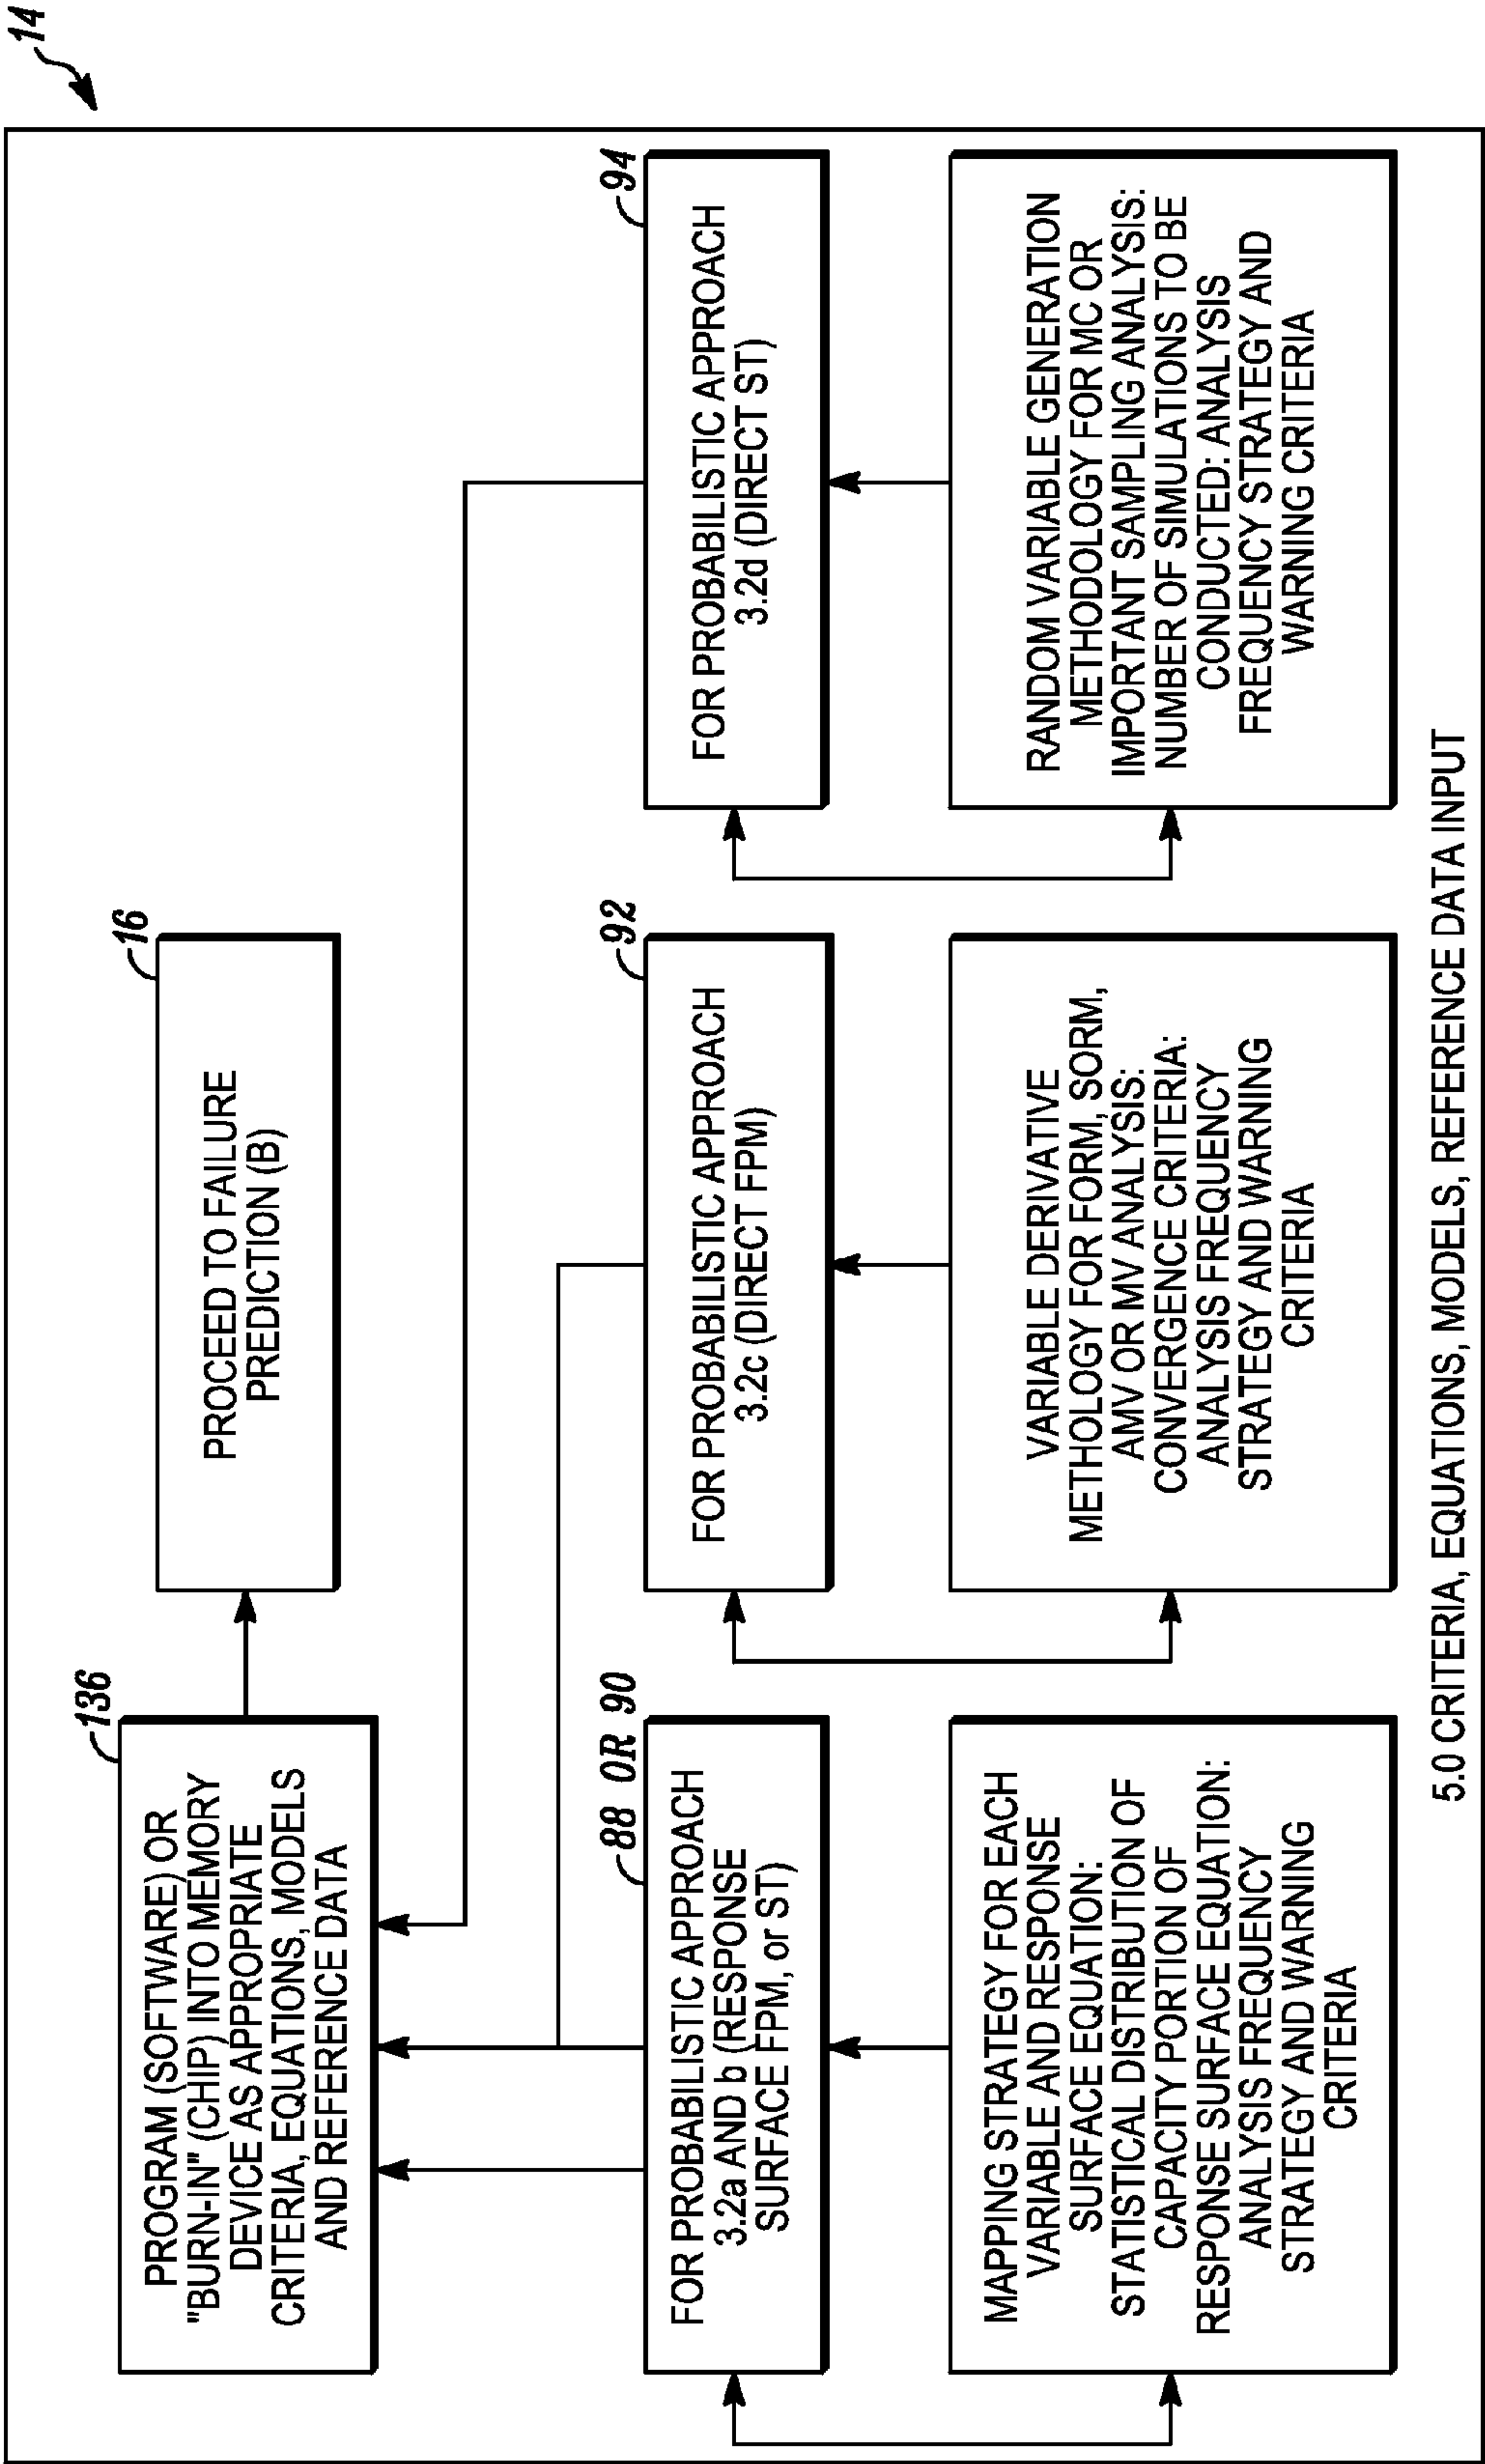 14
136
PROGRAM (SOFTWARE) OR
"BURN-IN" (CHIP) INTO MEMORY
DEVICE AS APPROPRIATE
CRITERIA, EQUATIONS, MODELS
AND REFERENCE DATA
16
PROCEED TO FAILURE
PREDICTION (B)
88 OR 90
FOR PROBABILISTIC APPROACH
3.2a AND b (RESPONSE
SURFACE FPM, or ST)
92
FOR PROBABILISTIC APPROACH
3.2c (DIRECT FPM)
94
FOR PROBABILISTIC APPROACH
3.2d (DIRECT ST)
MAPPING STRATEGY FOR EACH
VARIABLE AND RESPONSE
SURFACE EQUATION:
STATISTICAL DISTRIBUTION OF
CAPACITY PORTION OF
RESPONSE SURFACE EQUATION:
ANALYSIS FREQUENCY
STRATEGY AND WARNING
CRITERIA
VARIABLE DERIVATIVE
METHOLOGY FOR FORM, SORM,
AMV OR MV ANALYSIS:
CONVERGENCE CRITERIA:
ANALYSIS FREQUENCY
STRATEGY AND WARNING
CRITERIA
RANDOM VARIABLE GENERATION
METHODOLOGY FOR MC OR
IMPORTANT SAMPLING ANALYSIS:
NUMBER OF SIMULATIONS TO BE
CONDUCTED: ANALYSIS
FREQUENCY STRATEGY AND
WARNING CRITERIA
5.0 CRITERIA, EQUATIONS, MODELS, REFERENCE DATA INPUT